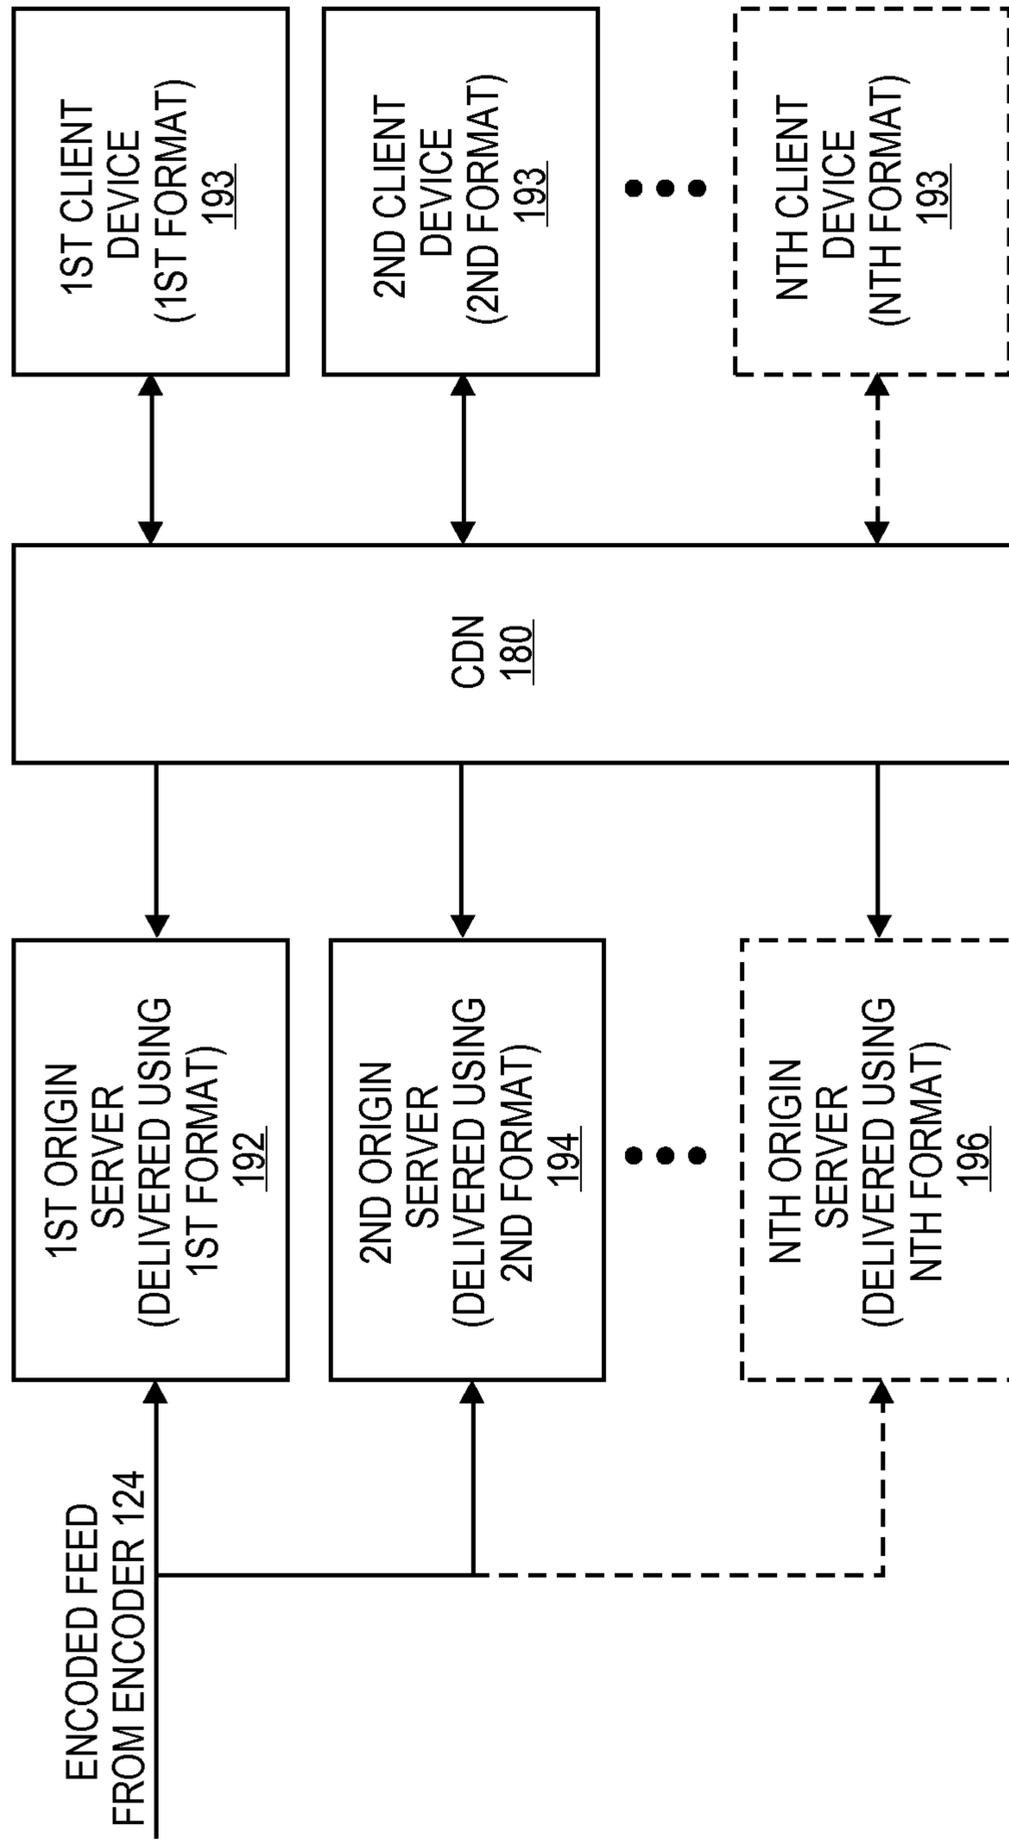 ENCODED FEED
FROM ENCODER 124
1ST ORIGIN
SERVER
(DELIVERED USING
1ST FORMAT)
192
2ND ORIGIN
SERVER
(DELIVERED USING
2ND FORMAT)
194
NTH ORIGIN
SERVER
(DELIVERED USING
NTH FORMAT)
196
CDN
180
1ST CLIENT
DEVICE
(1ST FORMAT)
193
2ND CLIENT
DEVICE
(2ND FORMAT)
193
NTH CLIENT
DEVICE
(NTH FORMAT)
193